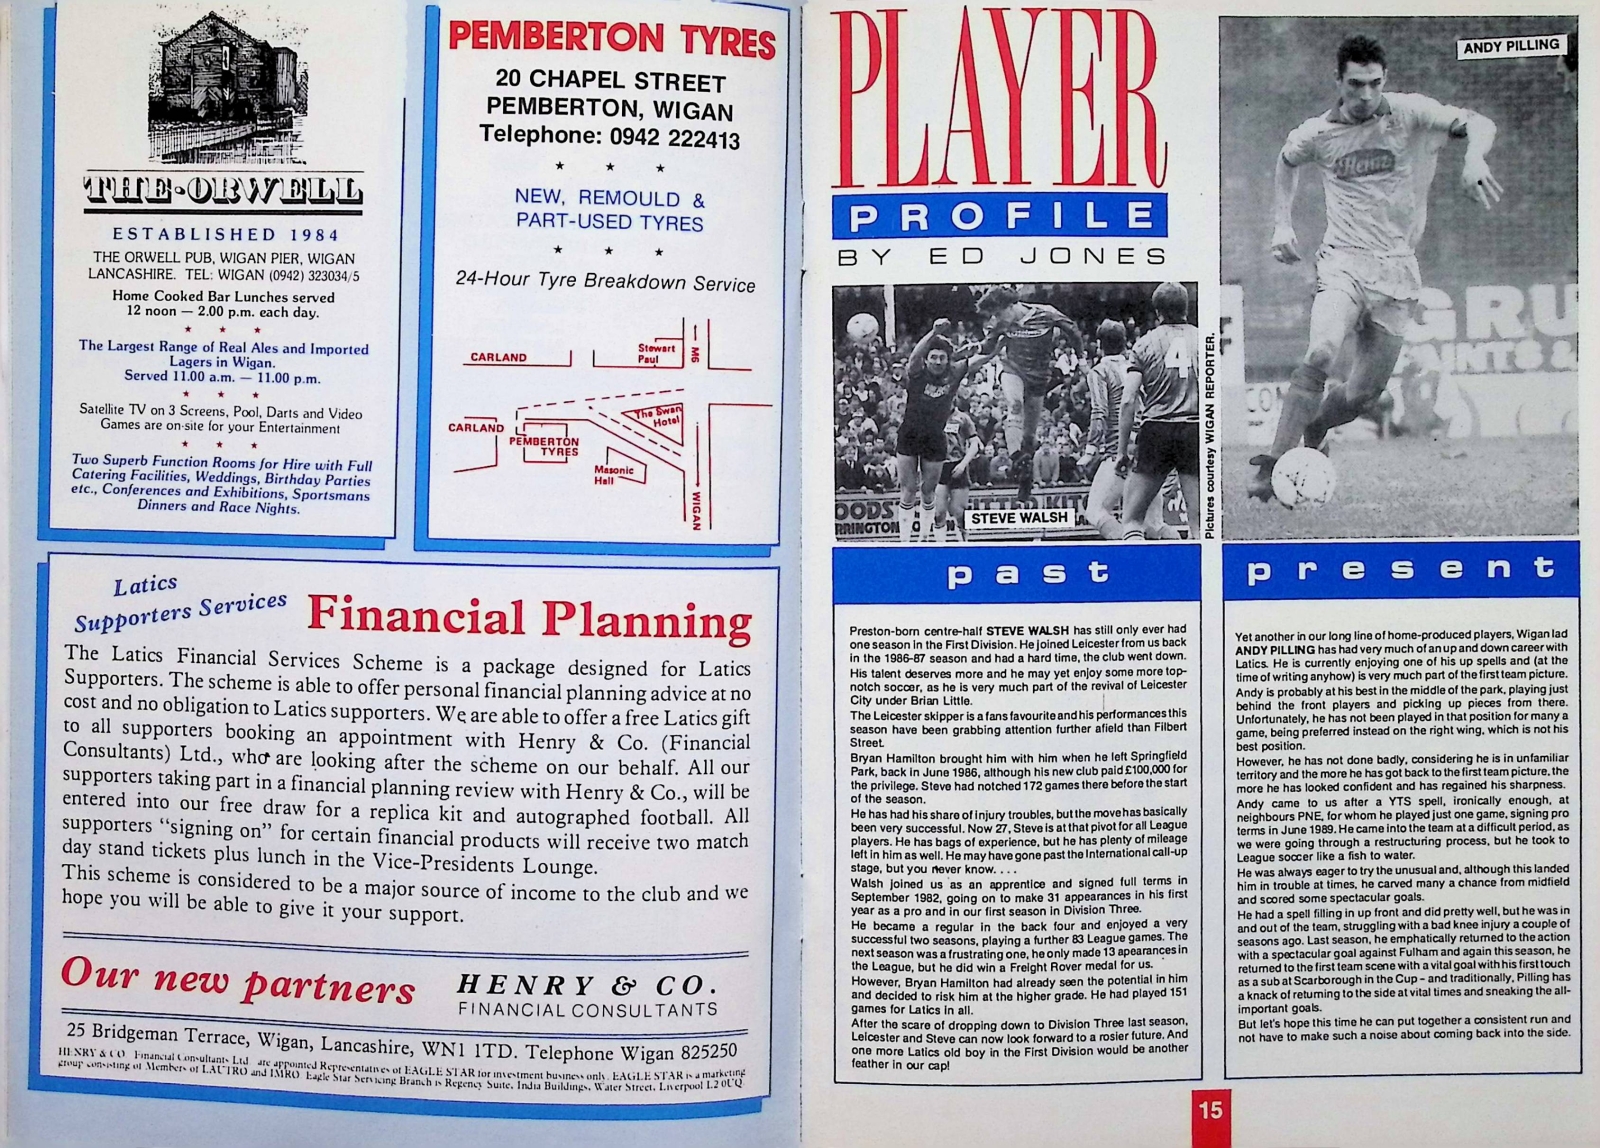 THE·ORWELL
ESTABLISHED 1984
THE ORWELL PUB, WIGAN PIER, WIGAN
LANCASHIRE. TEL: WIGAN (0942) 323034/5
Home Cooked Bar Lunches served
12 noon — 2.00 p.m. each day.
★ ★ ★
The Largest Range of Real Ales and Imported
Lagers in Wigan.
Served 11.00 a.m. — 11.00 p.m.
★ ★ ★
Satellite TV on 3 Screens, Pool, Darts and Video
Games are on-site for your Entertainment
★ ★ ★
Two Superb Function Rooms for Hire with Full
Catering Facilities, Weddings, Birthday Parties
etc., Conferences and Exhibitions, Sportsmans
Dinners and Race Nights.
PEMBERTON TYRES
20 CHAPEL STREET
PEMBERTON, WIGAN
Telephone: 0942 222413
★ ★ ★
NEW, REMOULD &
PART-USED TYRES
★ ★ ★
24-Hour Tyre Breakdown Service
CARLAND
Stewart
Paul
M6
CARLAND
PEMBERTON
TYRES
The Swan
Hotel
Masonic
Hall
WIGAN
Latics
Supporters Services
Financial Planning
The Latics Financial Services Scheme is a package designed for Latics
Supporters. The scheme is able to offer personal financial planning advice at no
cost and no obligation to Latics supporters. We are able to offer a free Latics gift
to all supporters booking an appointment with Henry & Co. (Financial
Consultants) Ltd., who are looking after the scheme on our behalf. All our
supporters taking part in a financial planning review with Henry & Co., will be
entered into our free draw for a replica kit and autographed football. All
supporters “signing on” for certain financial products will receive two match
day stand tickets plus lunch in the Vice-Presidents Lounge.
This scheme is considered to be a major source of income to the club and we
hope you will be able to give it your support.
Our new partners
HENRY & CO.
FINANCIAL CONSULTANTS
25 Bridgeman Terrace, Wigan, Lancashire, WN1 1TD. Telephone Wigan 825250
HENRY & CO Financial Consultants Ltd are appointed Representatives of EAGLE STAR for investment business only. EAGLE STAR is a marketing
group consisting of Members of LAUTRO and IMRO Eagle Star Servicing Branch is Regency Suite, India Buildings, Water Street, Liverpool L2 0UQ
PLAYER
PROFILE
BY ED JONES
4
STEVE WALSH
Pictures courtesy WIGAN REPORTER.
ANDY PILLING
Heinz
GRU
past
Preston-born centre-half STEVE WALSH has still only ever had
one season in the First Division. He joined Leicester from us back
in the 1986-87 season and had a hard time, the club went down.
His talent deserves more and he may yet enjoy some more top-
notch soccer, as he is very much part of the revival of Leicester
City under Brian Little.
The Leicester skipper is a fans favourite and his performances this
season have been grabbing attention further afield than Filbert
Street.
Bryan Hamilton brought him with him when he left Springfield
Park, back in June 1986, although his new club paid £100,000 for
the privilege. Steve had notched 172 games there before the start
of the season.
He has had his share of injury troubles, but the move has basically
been very successful. Now 27, Steve is at that pivot for all League
players. He has bags of experience, but he has plenty of mileage
left in him as well. He may have gone past the International call-up
stage, but you never know. . . .
Walsh joined us as an apprentice and signed full terms in
September 1982, going on to make 31 appearances in his first
year as a pro and in our first season in Division Three.
He became a regular in the back four and enjoyed a very
successful two seasons, playing a further 83 League games. The
next season was a frustrating one, he only made 13 apearances in
the League, but he did win a Freight Rover medal for us.
However, Bryan Hamilton had already seen the potential in him
and decided to risk him at the higher grade. He had played 151
games for Latics in all.
After the scare of dropping down to Division Three last season,
Leicester and Steve can now look forward to a rosier future. And
one more Latics old boy in the First Division would be another
feather in our cap!
present
Yet another in our long line of home-produced players, Wigan lad
ANDY PILLING has had very much of an up and down career with
Latics. He is currently enjoying one of his up spells and (at the
time of writing anyhow) is very much part of the first team picture.
Andy is probably at his best in the middle of the park, playing just
behind the front players and picking up pieces from there.
Unfortunately, he has not been played in that position for many a
game, being preferred instead on the right wing, which is not his
best position.
However, he has not done badly, considering he is in unfamiliar
territory and the more he has got back to the first team picture, the
more he has looked confident and has regained his sharpness.
Andy came to us after a YTS spell, ironically enough, at
neighbours PNE, for whom he played just one game, signing pro
terms in June 1989. He came into the team at a difficult period, as
we were going through a restructuring process, but he took to
League soccer like a fish to water.
He was always eager to try the unusual and, although this landed
him in trouble at times, he carved many a chance from midfield
and scored some spectacular goals.
He had a spell filling in up front and did pretty well, but he was in
and out of the team, struggling with a bad knee injury a couple of
seasons ago. Last season, he emphatically returned to the action
with a spectacular goal against Fulham and again this season, he
returned to the first team scene with a vital goal with his first touch
as a sub at Scarborough in the Cup – and traditionally, Pilling has
a knack of returning to the side at vital times and sneaking the all-
important goals.
But let's hope this time he can put together a consistent run and
not have to make such a noise about coming back into the side.
15